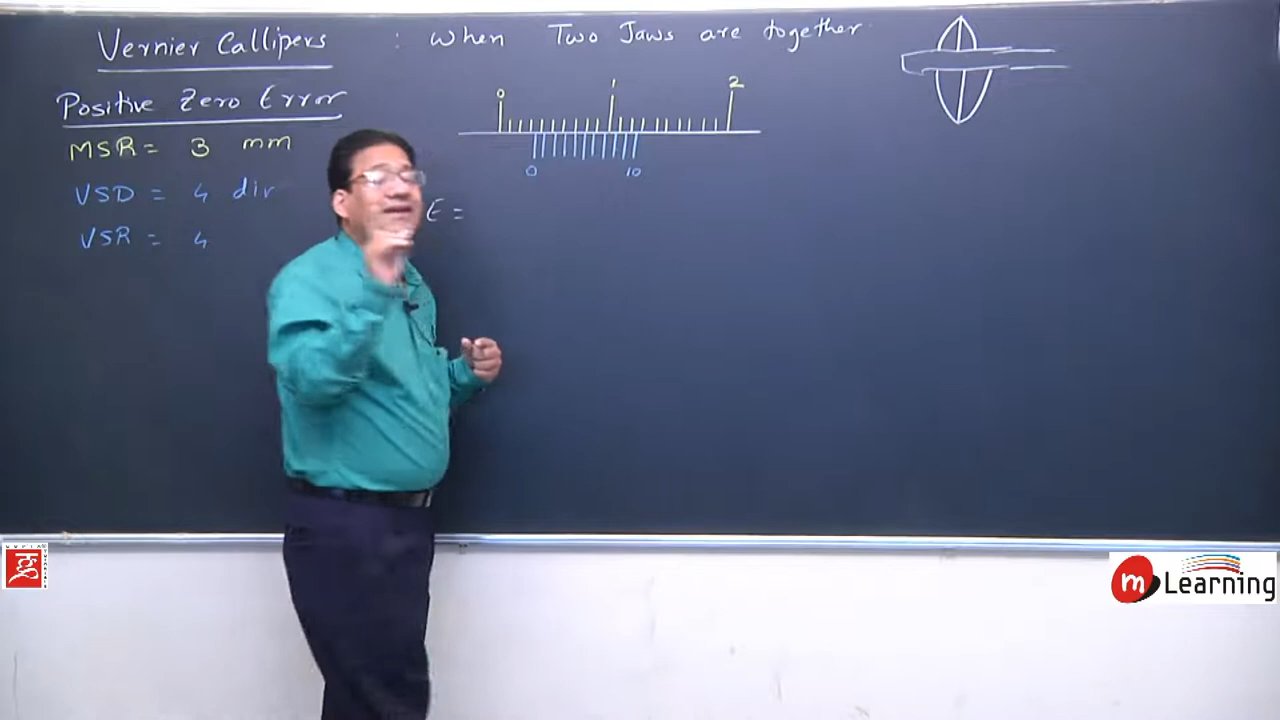 Vernier Callipers : When Two Jaws are together
Positive Zero Error
MSR = 3 mm
VSD = 4 div
VSR = 4
E =
0 1 2
0 10
m Learning